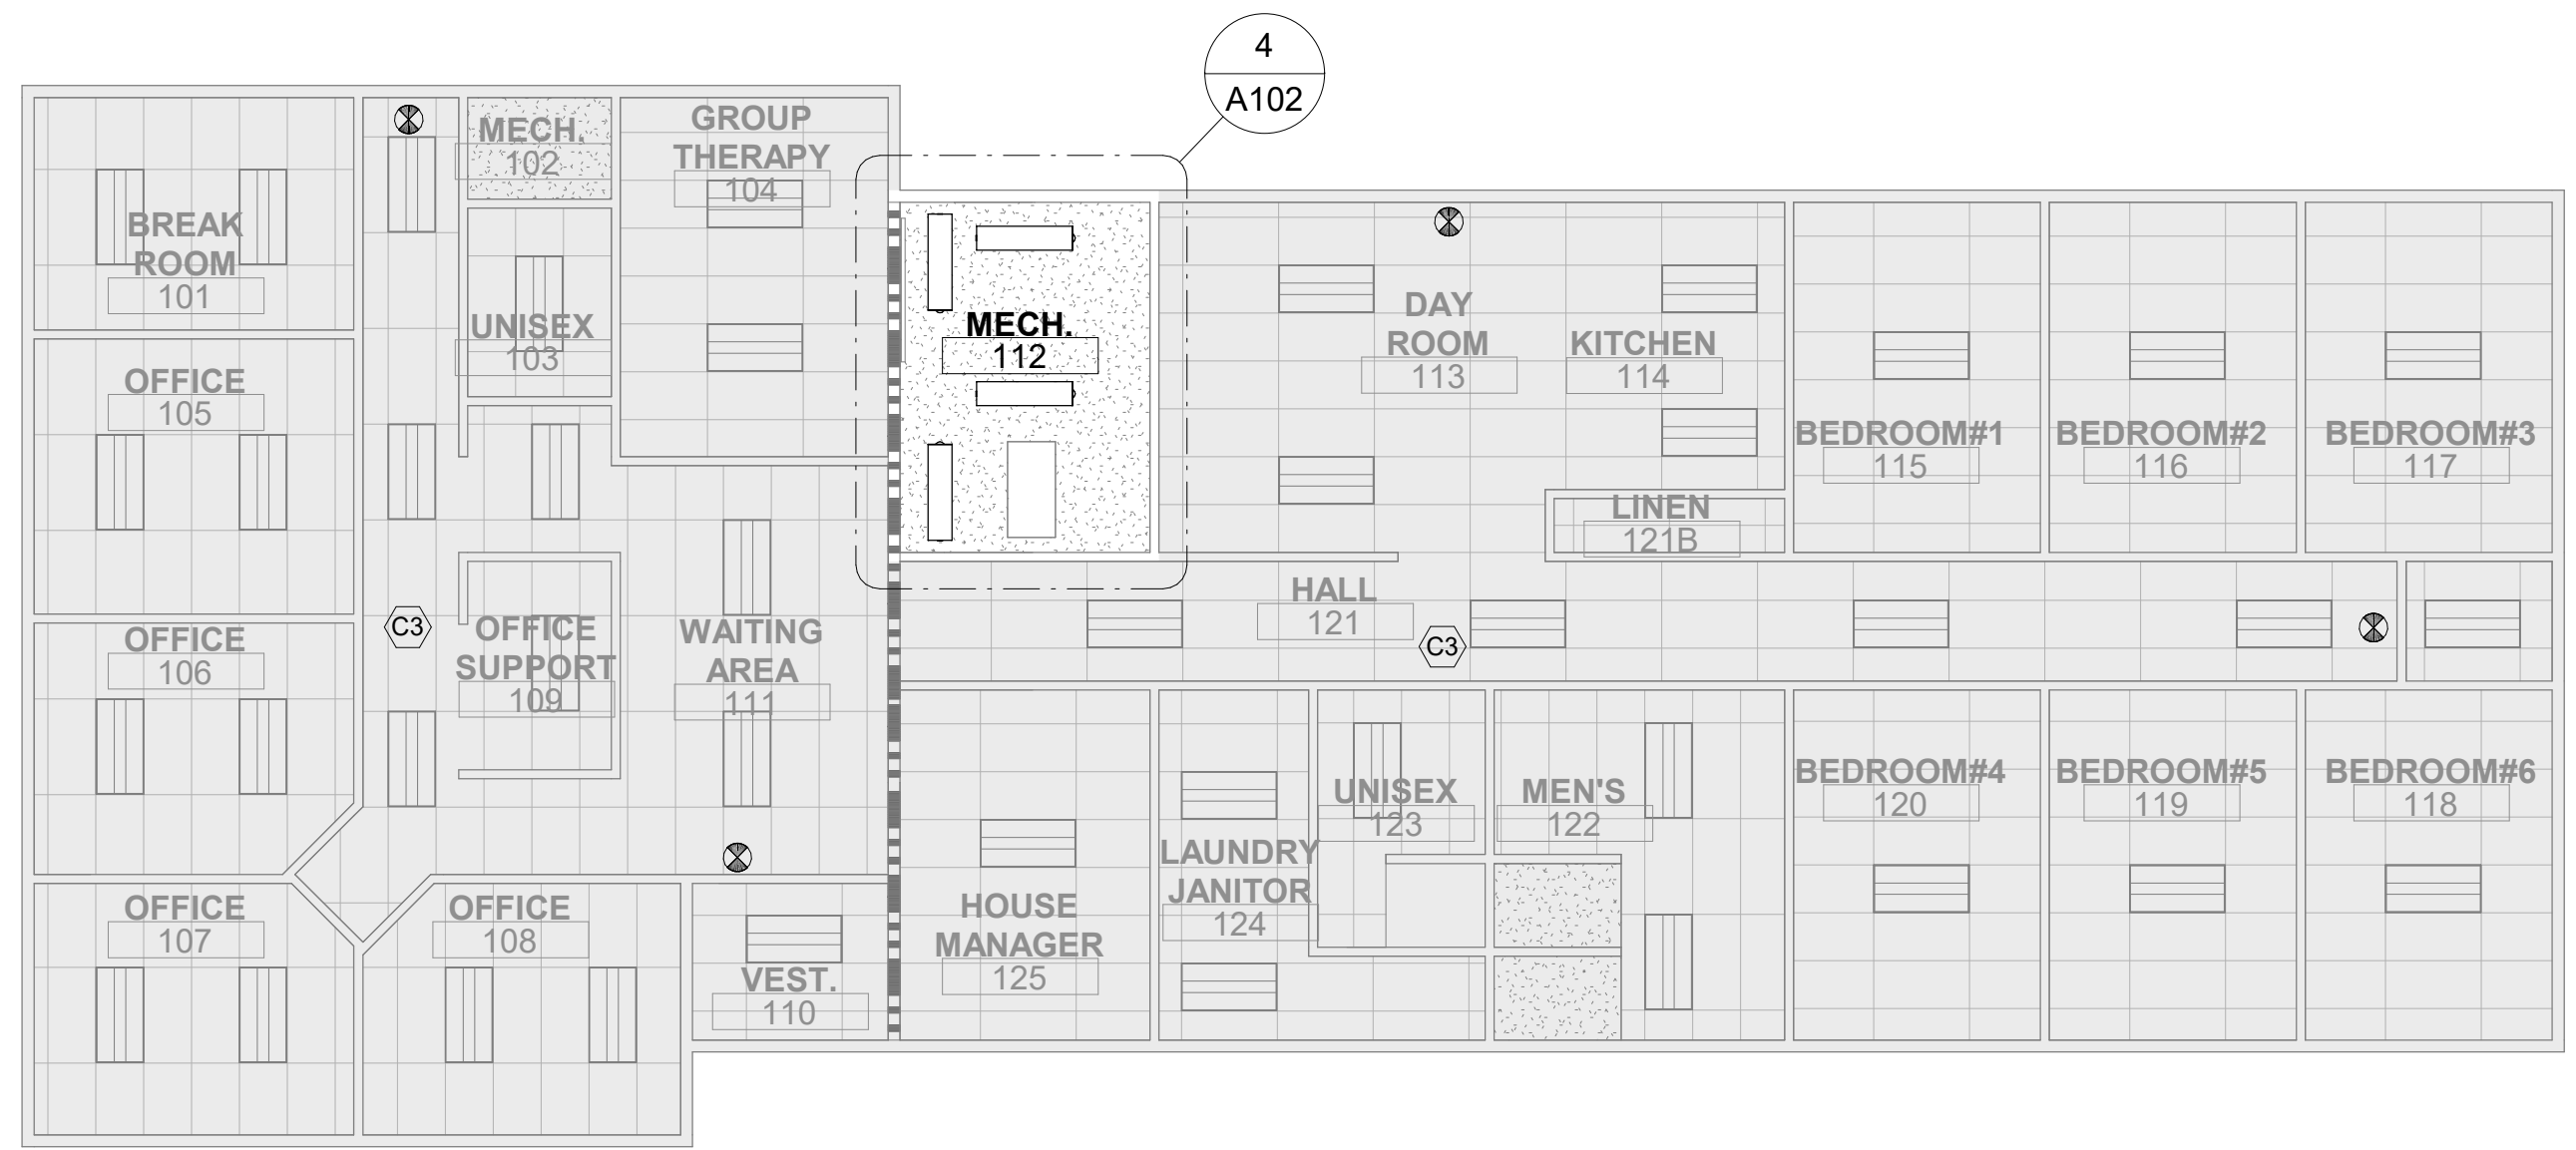 4
A102
MECH.
102
GROUP
THERAPY
104
BREAK
ROOM
101
UNISEX
103
MECH.
112
DAY
ROOM
113
KITCHEN
114
OFFICE
105
BEDROOM#1
115
BEDROOM#2
116
BEDROOM#3
117
LINEN
121B
HALL
121
C3
C3
OFFICE
106
OFFICE
SUPPORT
109
WAITING
AREA
111
UNISEX
123
MEN'S
122
BEDROOM#4
120
BEDROOM#5
119
BEDROOM#6
118
LAUNDRY
JANITOR
124
OFFICE
107
OFFICE
108
VEST.
110
HOUSE
MANAGER
125